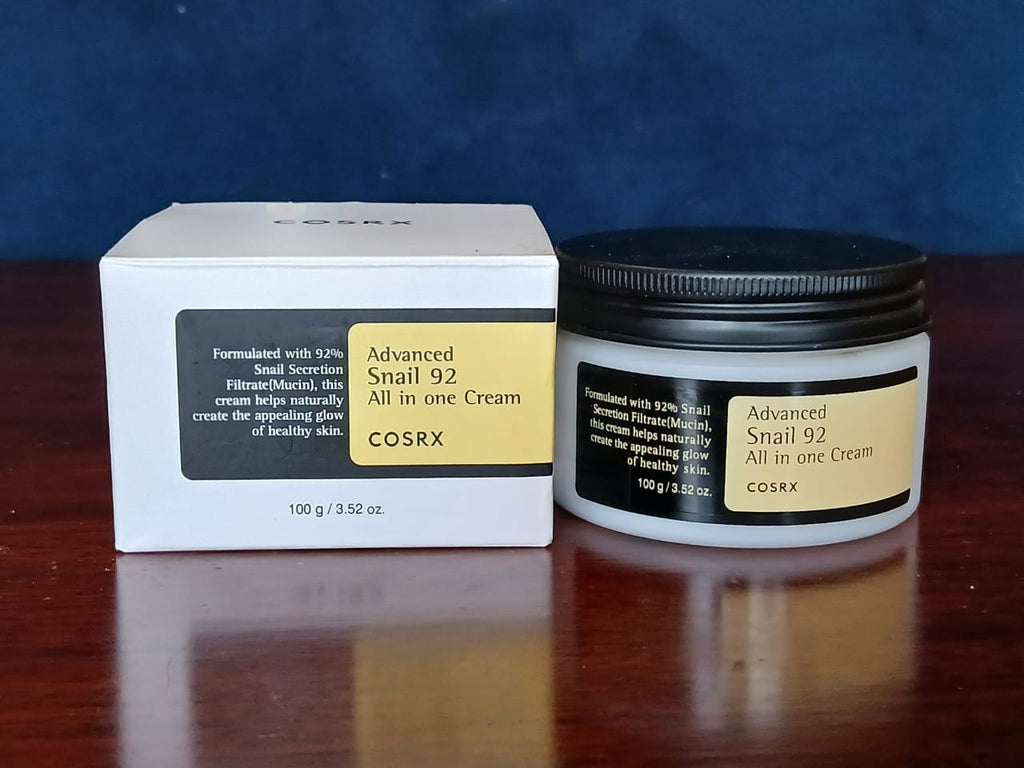 COSRX
Formulated with 92%
Snail Secretion
Filtrate(Mucin), this
cream helps naturally
create the appealing glow
of healthy skin.
Advanced
Snail 92
All in one Cream
COSRX
100 g / 3.52 oz.
Formulated with 92% Snail
Secretion Filtrate(Mucin),
this cream helps naturally
create the appealing glow
of healthy skin.
100 g / 3.52 oz.
Advanced
Snail 92
All in one Cream
COSRX